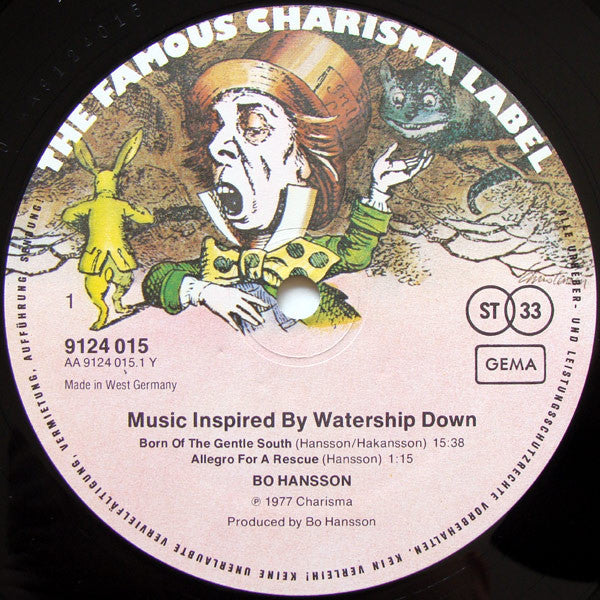 THE FAMOUS CHARISMA LABEL
1
ST 33
GEMA
9124 015
AA 9124 015.1 Y
Made in West Germany
Music Inspired By Watership Down
Born Of The Gentle South (Hansson/Hakansson) 15:38
Allegro For A Rescue (Hansson) 1:15
BO HANSSON
℗ 1977 Charisma
Produced by Bo Hansson
ALLE URHEBER- UND LEISTUNGSSCHUTZRECHTE VORBEHALTEN. KEIN VERLEIH! KEINE UNERLAUBTE VERVIELFÄLTIGUNG, VERMIETUNG, AUFFÜHRUNG, SENDUNG.